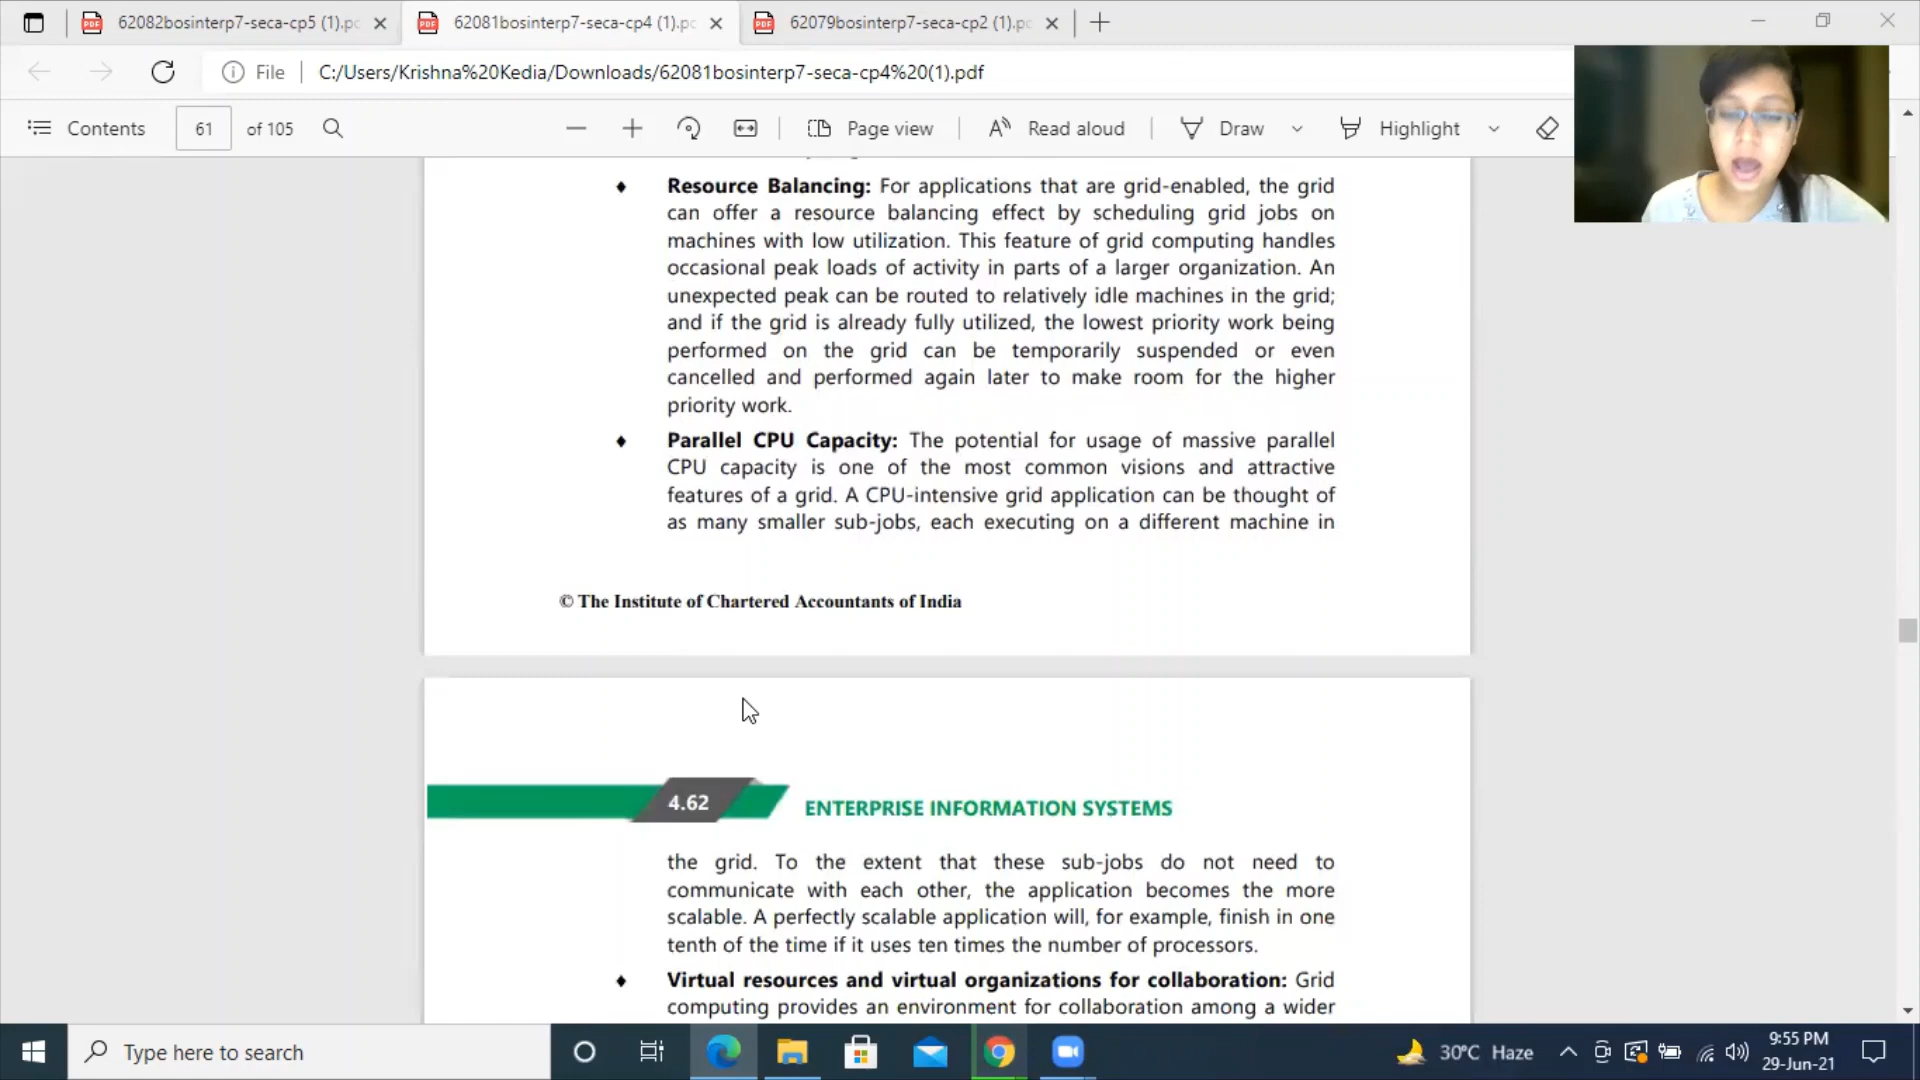 62082bosinterp7-seca-cp5 (1).pc
62081bosinterp7-seca-cp4 (1).pc
62079bosinterp7-seca-cp2 (1).pc
File
C:/Users/Krishna%20Kedia/Downloads/62081bosinterp7-seca-cp4%20(1).pdf
Contents
61
of 105
Page view
Read aloud
Draw
Highlight
♦ Resource Balancing: For applications that are grid-enabled, the grid
can offer a resource balancing effect by scheduling grid jobs on
machines with low utilization. This feature of grid computing handles
occasional peak loads of activity in parts of a larger organization. An
unexpected peak can be routed to relatively idle machines in the grid;
and if the grid is already fully utilized, the lowest priority work being
performed on the grid can be temporarily suspended or even
cancelled and performed again later to make room for the higher
priority work.
♦ Parallel CPU Capacity: The potential for usage of massive parallel
CPU capacity is one of the most common visions and attractive
features of a grid. A CPU-intensive grid application can be thought of
as many smaller sub-jobs, each executing on a different machine in
© The Institute of Chartered Accountants of India
4.62
ENTERPRISE INFORMATION SYSTEMS
the grid. To the extent that these sub-jobs do not need to
communicate with each other, the application becomes the more
scalable. A perfectly scalable application will, for example, finish in one
tenth of the time if it uses ten times the number of processors.
♦ Virtual resources and virtual organizations for collaboration: Grid
computing provides an environment for collaboration among a wider
Type here to search
30°C Haze
9:55 PM
29-Jun-21